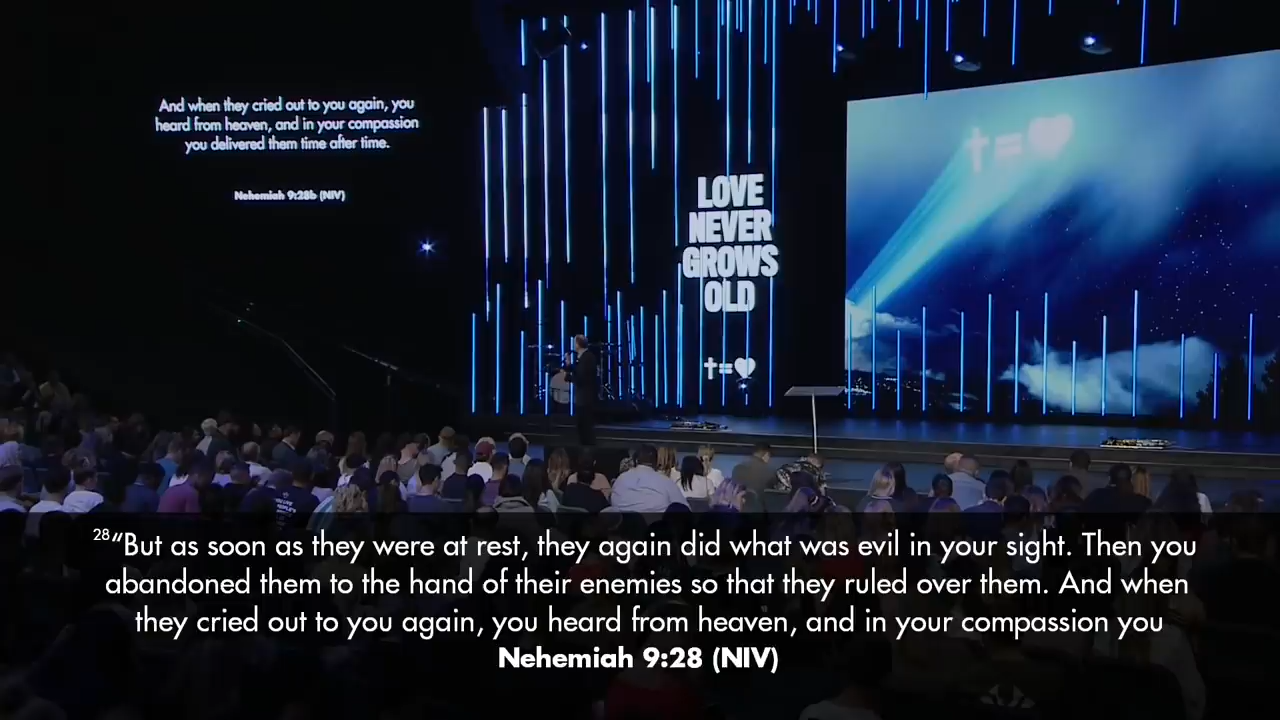 And when they cried out to you again, you
heard from heaven, and in your compassion
you delivered them time after time.
Nehemiah 9:28b (NIV)
LOVE
NEVER
GROWS
OLD
†=♥
†=♥
28“But as soon as they were at rest, they again did what was evil in your sight. Then you
abandoned them to the hand of their enemies so that they ruled over them. And when
they cried out to you again, you heard from heaven, and in your compassion you
Nehemiah 9:28 (NIV)